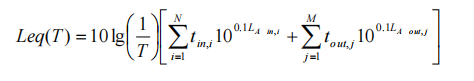 Leq(T) = 10 lg(1/T)[∑_{i=1}^{N} t_{in,i} 10^{0.1L_{A in,i}} + ∑_{j=1}^{M} t_{out,j} 10^{0.1L_{A out,j}}]